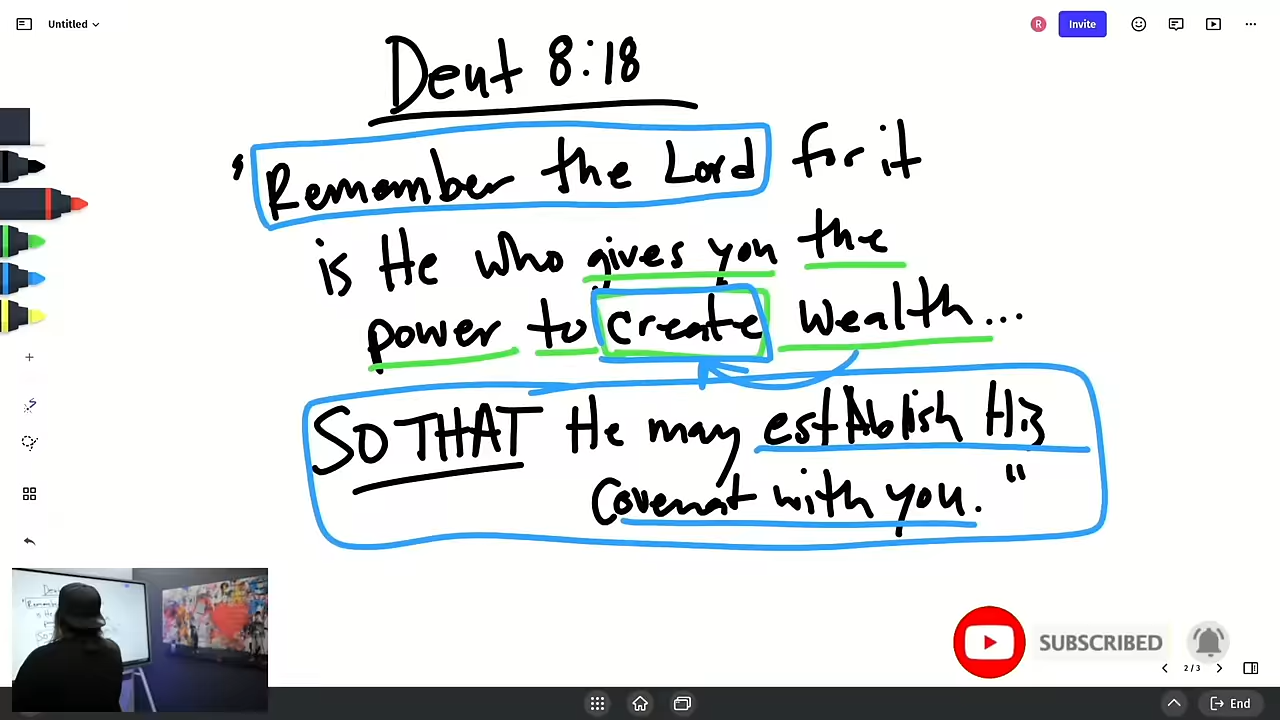 Untitled
R
Invite
Deut 8:18
"Remember the Lord for it
is He who gives you the
power to create wealth...
SO THAT He may establish His
Covenat with you."
SUBSCRIBED
2/3
End